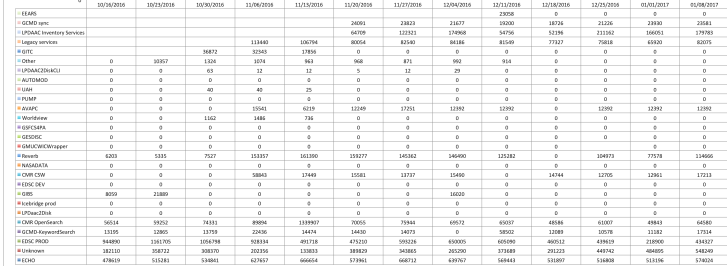 0
10/16/2016 10/23/2016 10/30/2016 11/06/2016 11/13/2016 11/20/2016 11/27/2016 12/04/2016 12/11/2016 12/18/2016 12/25/2016 01/01/2017 01/08/2017
EEARS 23058 0 0 0 0
GCMD sync 24091 23823 21677 19200 18726 21226 23930 23581
LPDAAC Inventory Services 64709 122321 174968 54756 52196 211162 166051 179783
Legacy services 113440 106794 80054 82540 84186 81549 77327 75818 65920 82075
GITC 36872 32343 17856 0 0 0 0 0 0 0 0
Other 0 10357 1324 1074 963 968 871 992 914 0 0 0 0
LPDAAC2DiskCLI 0 0 63 12 12 5 12 29 0 0 0 0 0
AUTOMOD 0 0 0 0 0 0 0 0 0 0 0 0 0
UAH 0 0 40 40 25 0 0 0 0 0 0 0 0
PUMP 0 0 0 0 0 0 0 0 0 0 0 0 0
AVAPC 0 0 0 15541 6219 12249 17251 12392 12392 12392 12392 12392 12392
Worldview 0 0 1162 1486 736 0 0 0 0 0 0 0 0
GSFCS4PA 0 0 0 0 0 0 0 0 0 0 0 0 0
GESDISC 0 0 0 0 0 0 0 0 0 0 0 0 0
GMUCWICWrapper 0 0 0 0 0 0 0 0 0 0 0 0
Reverb 6203 5335 7527 153357 161390 159277 145362 146490 125282 0 104973 77578 114666
NASADATA 0 0 0 0 0 0 0 0 0 0 0 0 0
CMR CSW 0 0 0 58843 17449 15581 13737 15490 0 14744 12705 12961 17213
EDSC DEV 0 0 0 0 0 0 0 0 0 0 0 0 0
GIBS 8059 21889 0 0 0 0 0 16020 0 0 0 0 0
Icebridge prod 0 0 0 0 0 0 0 0 0 0 0 0 0
LPDaac2Disk 0 0 0 0 0 0 0 0 0 0 0 0 0
CMR OpenSearch 56514 59252 74331 89894 1339907 70055 75944 69572 65037 48586 61007 49843 64580
GCMD-KeywordSearch 13195 12865 13759 22436 14474 14430 14073 0 58502 12089 10578 11182 17314
EDSC PROD 944890 1161705 1056798 928334 491718 475210 593226 650005 605090 460512 439619 218900 434327
Unknown 182110 358722 308370 202356 133833 389829 343865 265290 373689 291223 449742 484895 548249
ECHO 478619 515281 534841 627657 666654 573961 668712 639767 569443 531897 516808 513196 574024